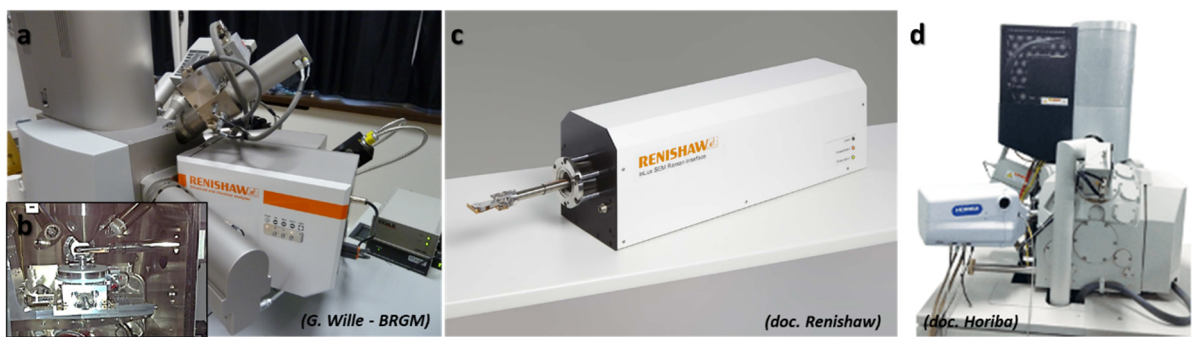 a
RENISHAW
b
(G. Wille - BRGM)
c
RENISHAW
inLux SEM Raman Interface
(doc. Renishaw)
d
HORIBA
(doc. Horiba)